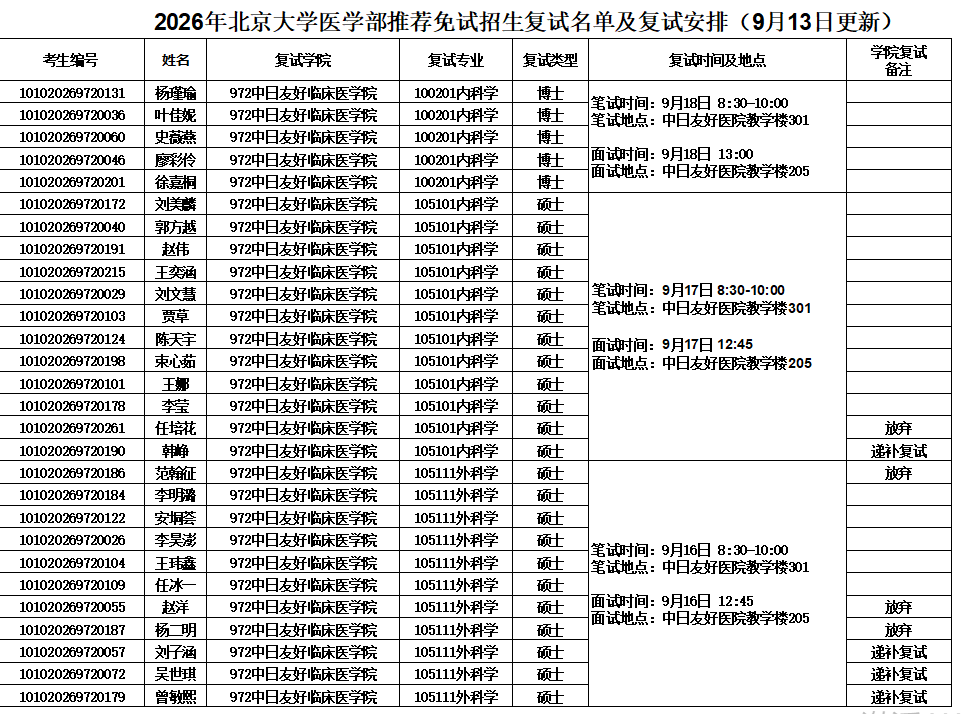 2026年北京大学医学部推荐免试招生复试名单及复试安排（9月13日更新）
考生编号 姓名 复试学院 复试专业 复试类型 复试时间及地点 学院复试备注
101020269720131 杨瑾瑜 972中日友好临床医学院 100201内科学 博士
101020269720036 叶佳妮 972中日友好临床医学院 100201内科学 博士
101020269720060 史薇燕 972中日友好临床医学院 100201内科学 博士
101020269720046 廖彩伶 972中日友好临床医学院 100201内科学 博士
101020269720201 徐嘉桐 972中日友好临床医学院 100201内科学 博士
笔试时间：9月18日 8:30-10:00
笔试地点：中日友好医院教学楼301
面试时间：9月18日 13:00
面试地点：中日友好医院教学楼205
101020269720172 刘美麟 972中日友好临床医学院 105101内科学 硕士
101020269720040 郭方越 972中日友好临床医学院 105101内科学 硕士
101020269720191 赵伟 972中日友好临床医学院 105101内科学 硕士
101020269720215 王奕涵 972中日友好临床医学院 105101内科学 硕士
101020269720029 刘文慧 972中日友好临床医学院 105101内科学 硕士
101020269720103 贾草 972中日友好临床医学院 105101内科学 硕士
101020269720124 陈天宇 972中日友好临床医学院 105101内科学 硕士
101020269720198 束心茹 972中日友好临床医学院 105101内科学 硕士
101020269720101 王娜 972中日友好临床医学院 105101内科学 硕士
101020269720178 李莹 972中日友好临床医学院 105101内科学 硕士
101020269720261 任培花 972中日友好临床医学院 105101内科学 硕士 放弃
101020269720190 韩峥 972中日友好临床医学院 105101内科学 硕士 递补复试
笔试时间：9月17日 8:30-10:00
笔试地点：中日友好医院教学楼301
面试时间：9月17日 12:45
面试地点：中日友好医院教学楼205
101020269720186 范翰征 972中日友好临床医学院 105111外科学 硕士 放弃
101020269720184 李明璐 972中日友好临床医学院 105111外科学 硕士
101020269720122 安垌荟 972中日友好临床医学院 105111外科学 硕士
101020269720026 李昊澎 972中日友好临床医学院 105111外科学 硕士
101020269720104 王玮鑫 972中日友好临床医学院 105111外科学 硕士
101020269720109 任冰一 972中日友好临床医学院 105111外科学 硕士
101020269720055 赵洋 972中日友好临床医学院 105111外科学 硕士 放弃
101020269720187 杨二明 972中日友好临床医学院 105111外科学 硕士 放弃
101020269720057 刘子涵 972中日友好临床医学院 105111外科学 硕士 递补复试
101020269720072 吴世琪 972中日友好临床医学院 105111外科学 硕士 递补复试
101020269720179 曾敏熙 972中日友好临床医学院 105111外科学 硕士 递补复试
笔试时间：9月16日 8:30-10:00
笔试地点：中日友好医院教学楼301
面试时间：9月16日 12:45
面试地点：中日友好医院教学楼205